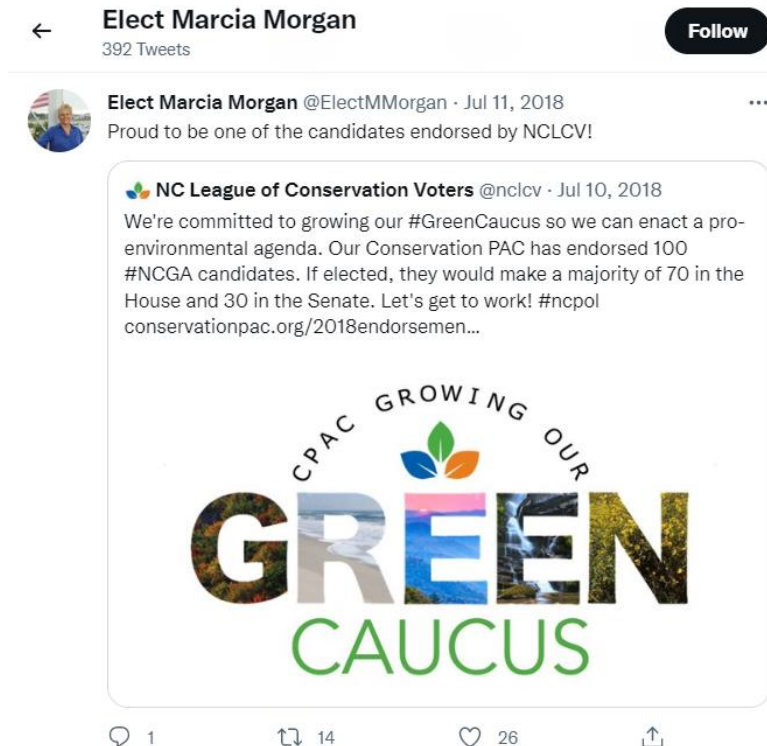 Elect Marcia Morgan
392 Tweets
Follow
Elect Marcia Morgan @ElectMMorgan · Jul 11, 2018
Proud to be one of the candidates endorsed by NCLCV!
NC League of Conservation Voters @nclcv · Jul 10, 2018
We're committed to growing our #GreenCaucus so we can enact a pro-
environmental agenda. Our Conservation PAC has endorsed 100
#NCGA candidates. If elected, they would make a majority of 70 in the
House and 30 in the Senate. Let's get to work! #ncpol
conservationpac.org/2018endorsemen...
CPAC GROWING OUR
GREEN
CAUCUS
1 14 26